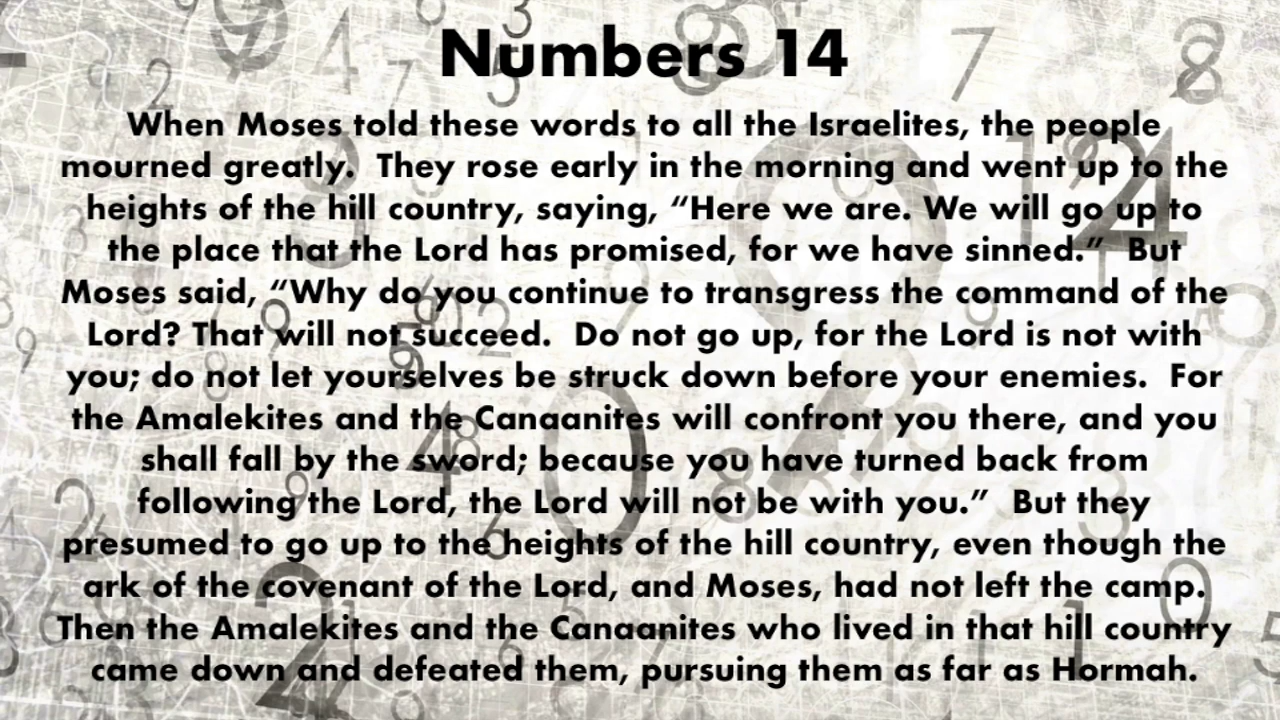 Numbers 14
When Moses told these words to all the Israelites, the people
mourned greatly.  They rose early in the morning and went up to the
heights of the hill country, saying, “Here we are. We will go up to
the place that the Lord has promised, for we have sinned.”  But
Moses said, “Why do you continue to transgress the command of the
Lord? That will not succeed.  Do not go up, for the Lord is not with
you; do not let yourselves be struck down before your enemies.  For
the Amalekites and the Canaanites will confront you there, and you
shall fall by the sword; because you have turned back from
following the Lord, the Lord will not be with you.”  But they
presumed to go up to the heights of the hill country, even though the
ark of the covenant of the Lord, and Moses, had not left the camp.
Then the Amalekites and the Canaanites who lived in that hill country
came down and defeated them, pursuing them as far as Hormah.